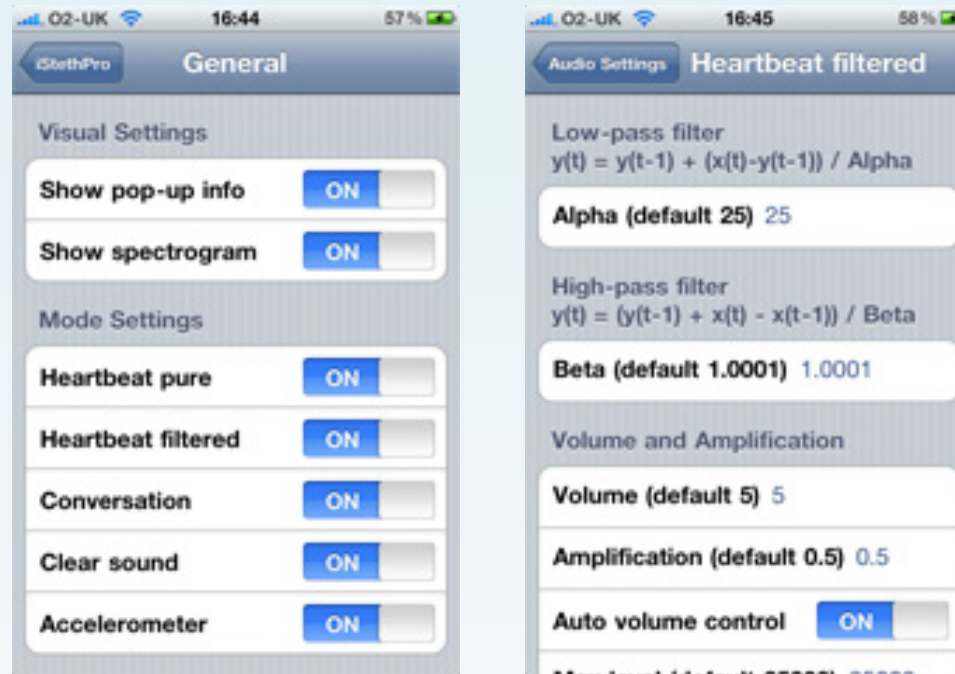 O2-UK 16:44 57%
iStethPro General
Visual Settings
Show pop-up info ON
Show spectrogram ON
Mode Settings
Heartbeat pure ON
Heartbeat filtered ON
Conversation ON
Clear sound ON
Accelerometer ON
O2-UK 16:45 58%
Audio Settings Heartbeat filtered
Low-pass filter
y(t) = y(t-1) + (x(t)-y(t-1)) / Alpha
Alpha (default 25) 25
High-pass filter
y(t) = (y(t-1) + x(t) - x(t-1)) / Beta
Beta (default 1.0001) 1.0001
Volume and Amplification
Volume (default 5) 5
Amplification (default 0.5) 0.5
Auto volume control ON